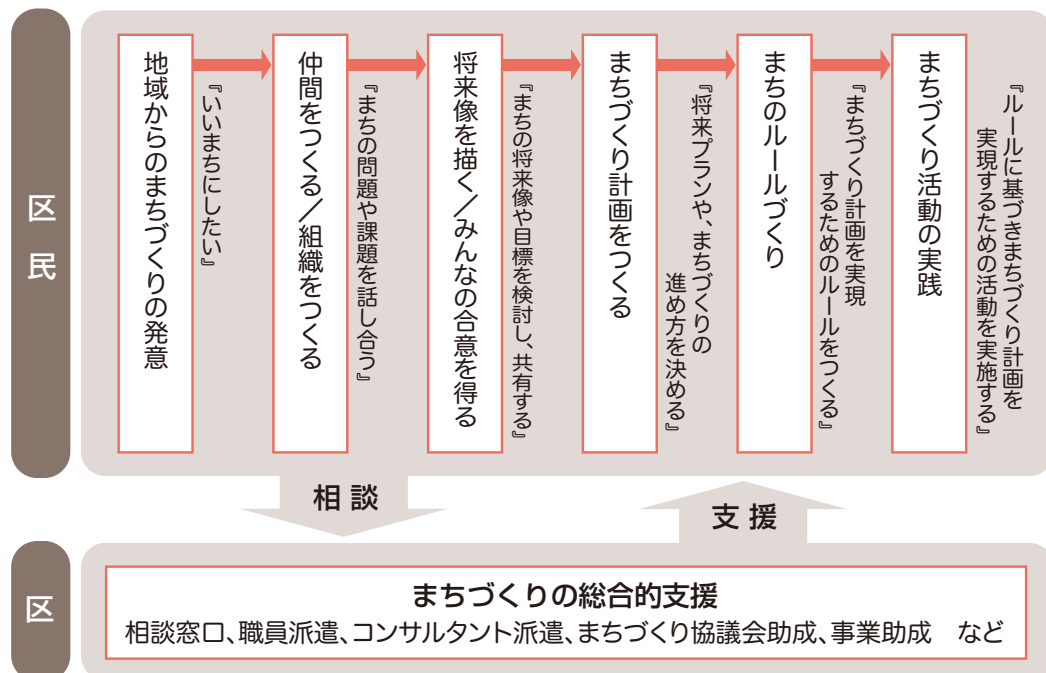 区民
地域からのまちづくりの発意
『いいまちにしたい』
仲間をつくる／組織をつくる
『まちの問題や課題を話し合う』
将来像を描く／みんなの合意を得る
『まちの将来像や目標を検討し、共有する』
まちづくり計画をつくる
『将来プランや、まちづくりの
進め方を決める』
まちのルールづくり
『まちづくり計画を実現
するためのルールをつくる』
まちづくり活動の実践
『ルールに基づきまちづくり計画を
実現するための活動を実施する』
相談
支援
区
まちづくりの総合的支援
相談窓口、職員派遣、コンサルタント派遣、まちづくり協議会助成、事業助成　など